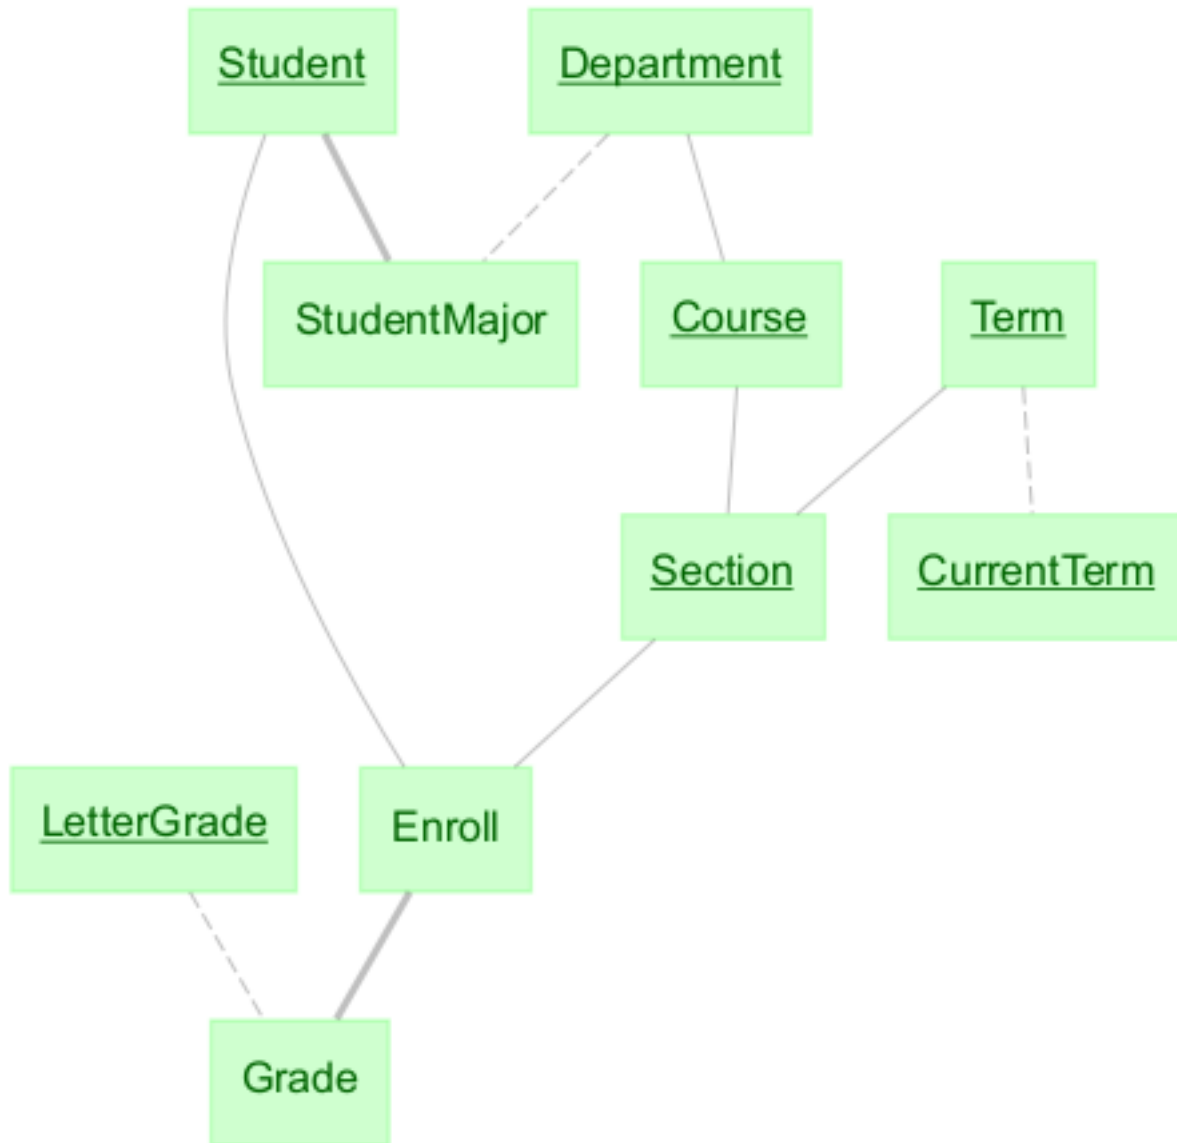 Student
Department
StudentMajor
Course
Term
Section
CurrentTerm
LetterGrade
Enroll
Grade